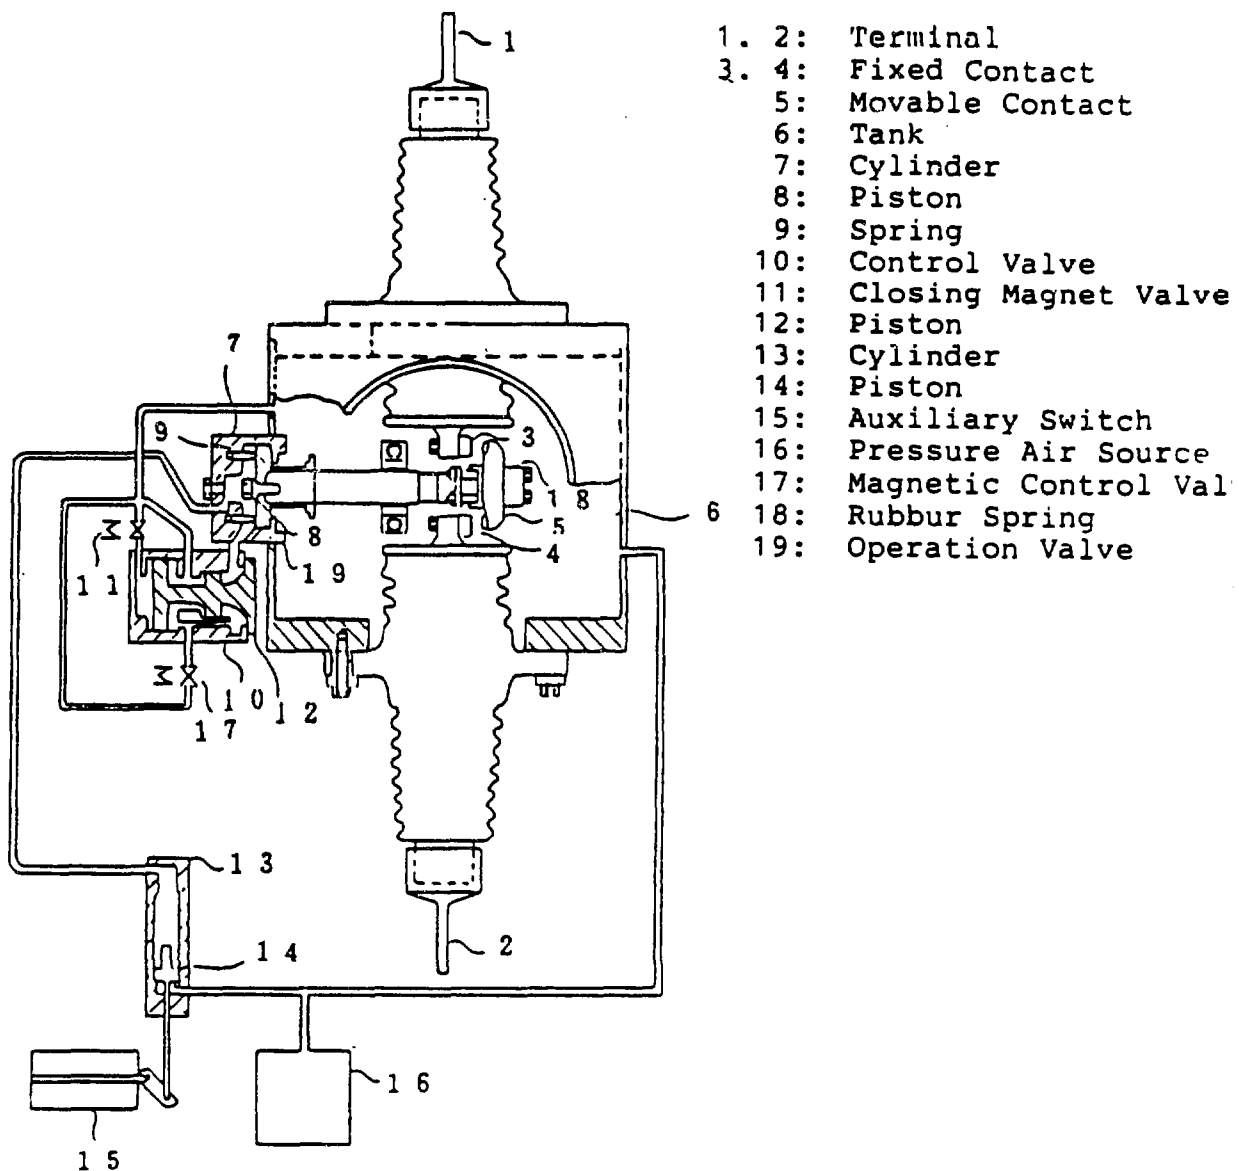 1
1. 2: Terminal
3. 4: Fixed Contact
5: Movable Contact
6: Tank
7: Cylinder
8: Piston
9: Spring
10: Control Valve
11: Closing Magnet Valve
12: Piston
13: Cylinder
14: Piston
15: Auxiliary Switch
16: Pressure Air Source
17: Magnetic Control Val
18: Rubbur Spring
19: Operation Valve
7
9
3
1 8
6
5
8
4
M
1 1
1 9
M
1 0
1 2
1 7
1 3
2
1 4
1 6
1 5